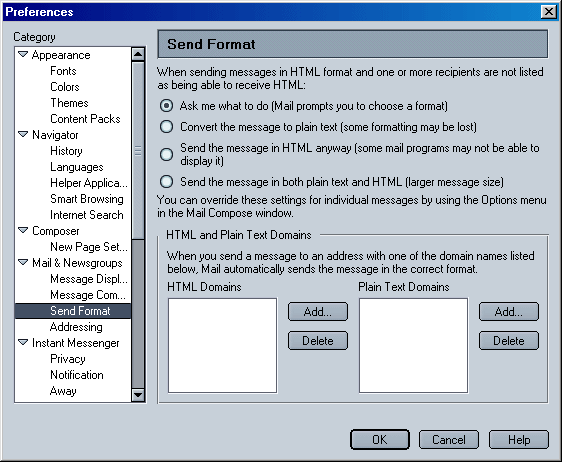 Preferences
Category
Appearance
Fonts
Colors
Themes
Content Packs
Navigator
History
Languages
Helper Applica...
Smart Browsing
Internet Search
Composer
New Page Set...
Mail & Newsgroups
Message Displ...
Message Com...
Send Format
Addressing
Instant Messenger
Privacy
Notification
Away
Send Format
When sending messages in HTML format and one or more recipients are not listed
as being able to receive HTML:
Ask me what to do (Mail prompts you to choose a format)
Convert the message to plain text (some formatting may be lost)
Send the message in HTML anyway (some mail programs may not be able to
display it)
Send the message in both plain text and HTML (larger message size)
You can override these settings for individual messages by using the Options menu
in the Mail Compose window.
HTML and Plain Text Domains
When you send a message to an address with one of the domain names listed
below, Mail automatically sends the message in the correct format.
HTML Domains
Add...
Delete
Plain Text Domains
Add...
Delete
OK
Cancel
Help